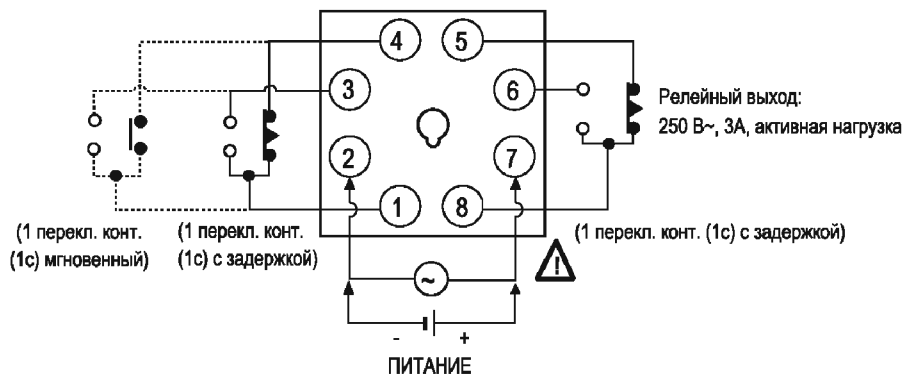 4
5
3
6
2
7
1
8
Релейный выход:
250 В~, 3А, активная нагрузка
(1 перекл. конт.
(1с) мгновенный)
(1 перекл. конт.
(1с) с задержкой)
(1 перекл. конт. (1с) с задержкой)
!
~
- +
ПИТАНИЕ